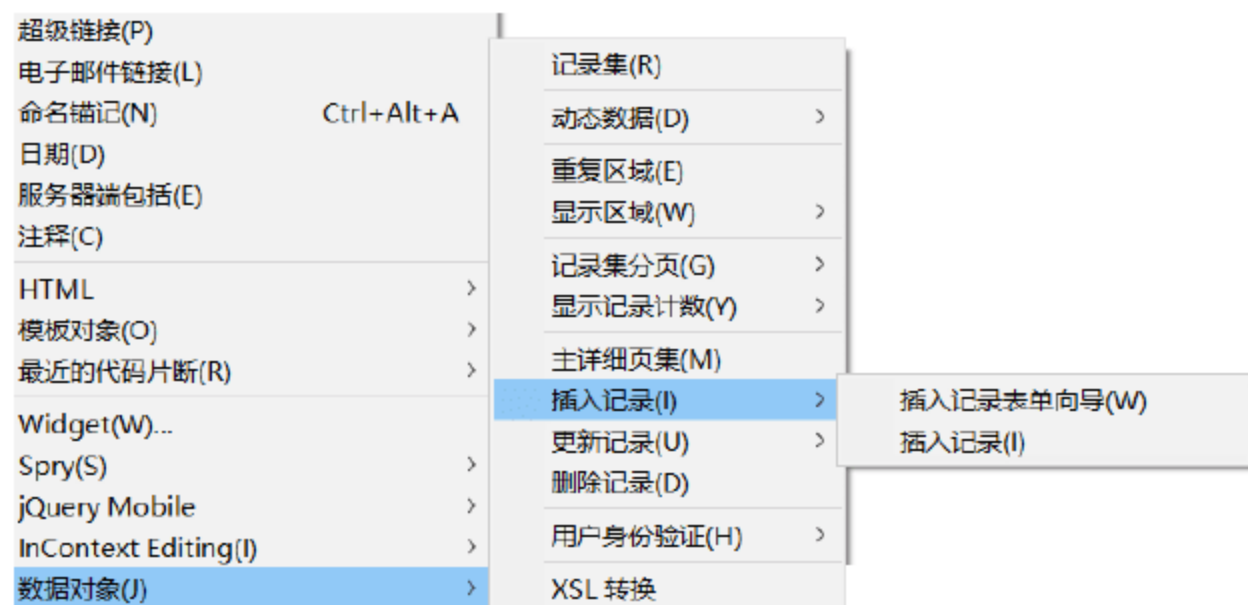 超级链接(P)
电子邮件链接(L)
命名锚记(N) Ctrl+Alt+A
日期(D)
服务器端包括(E)
注释(C)
HTML
模板对象(O)
最近的代码片断(R)
Widget(W)...
Spry(S)
jQuery Mobile
InContext Editing(I)
数据对象(J)
记录集(R)
动态数据(D)
重复区域(E)
显示区域(W)
记录集分页(G)
显示记录计数(Y)
主详细页集(M)
插入记录(I)
更新记录(U)
删除记录(D)
用户身份验证(H)
XSL 转换
插入记录表单向导(W)
插入记录(I)